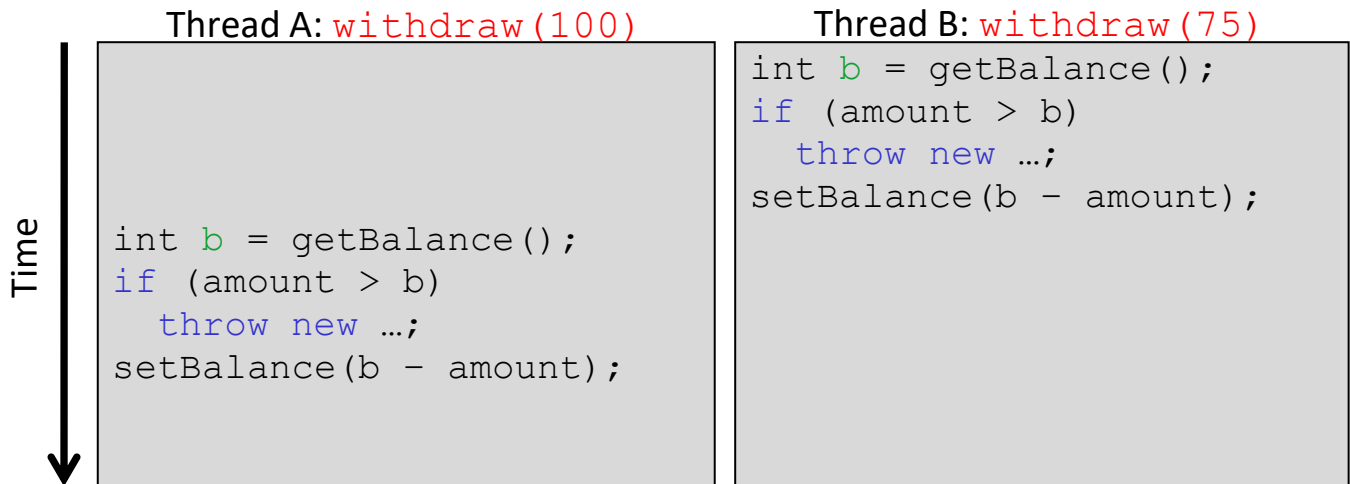 Thread A: withdraw(100)
Time
int b = getBalance();
if (amount > b)
throw new …;
setBalance(b – amount);
Thread B: withdraw(75)
int b = getBalance();
if (amount > b)
throw new …;
setBalance(b – amount);